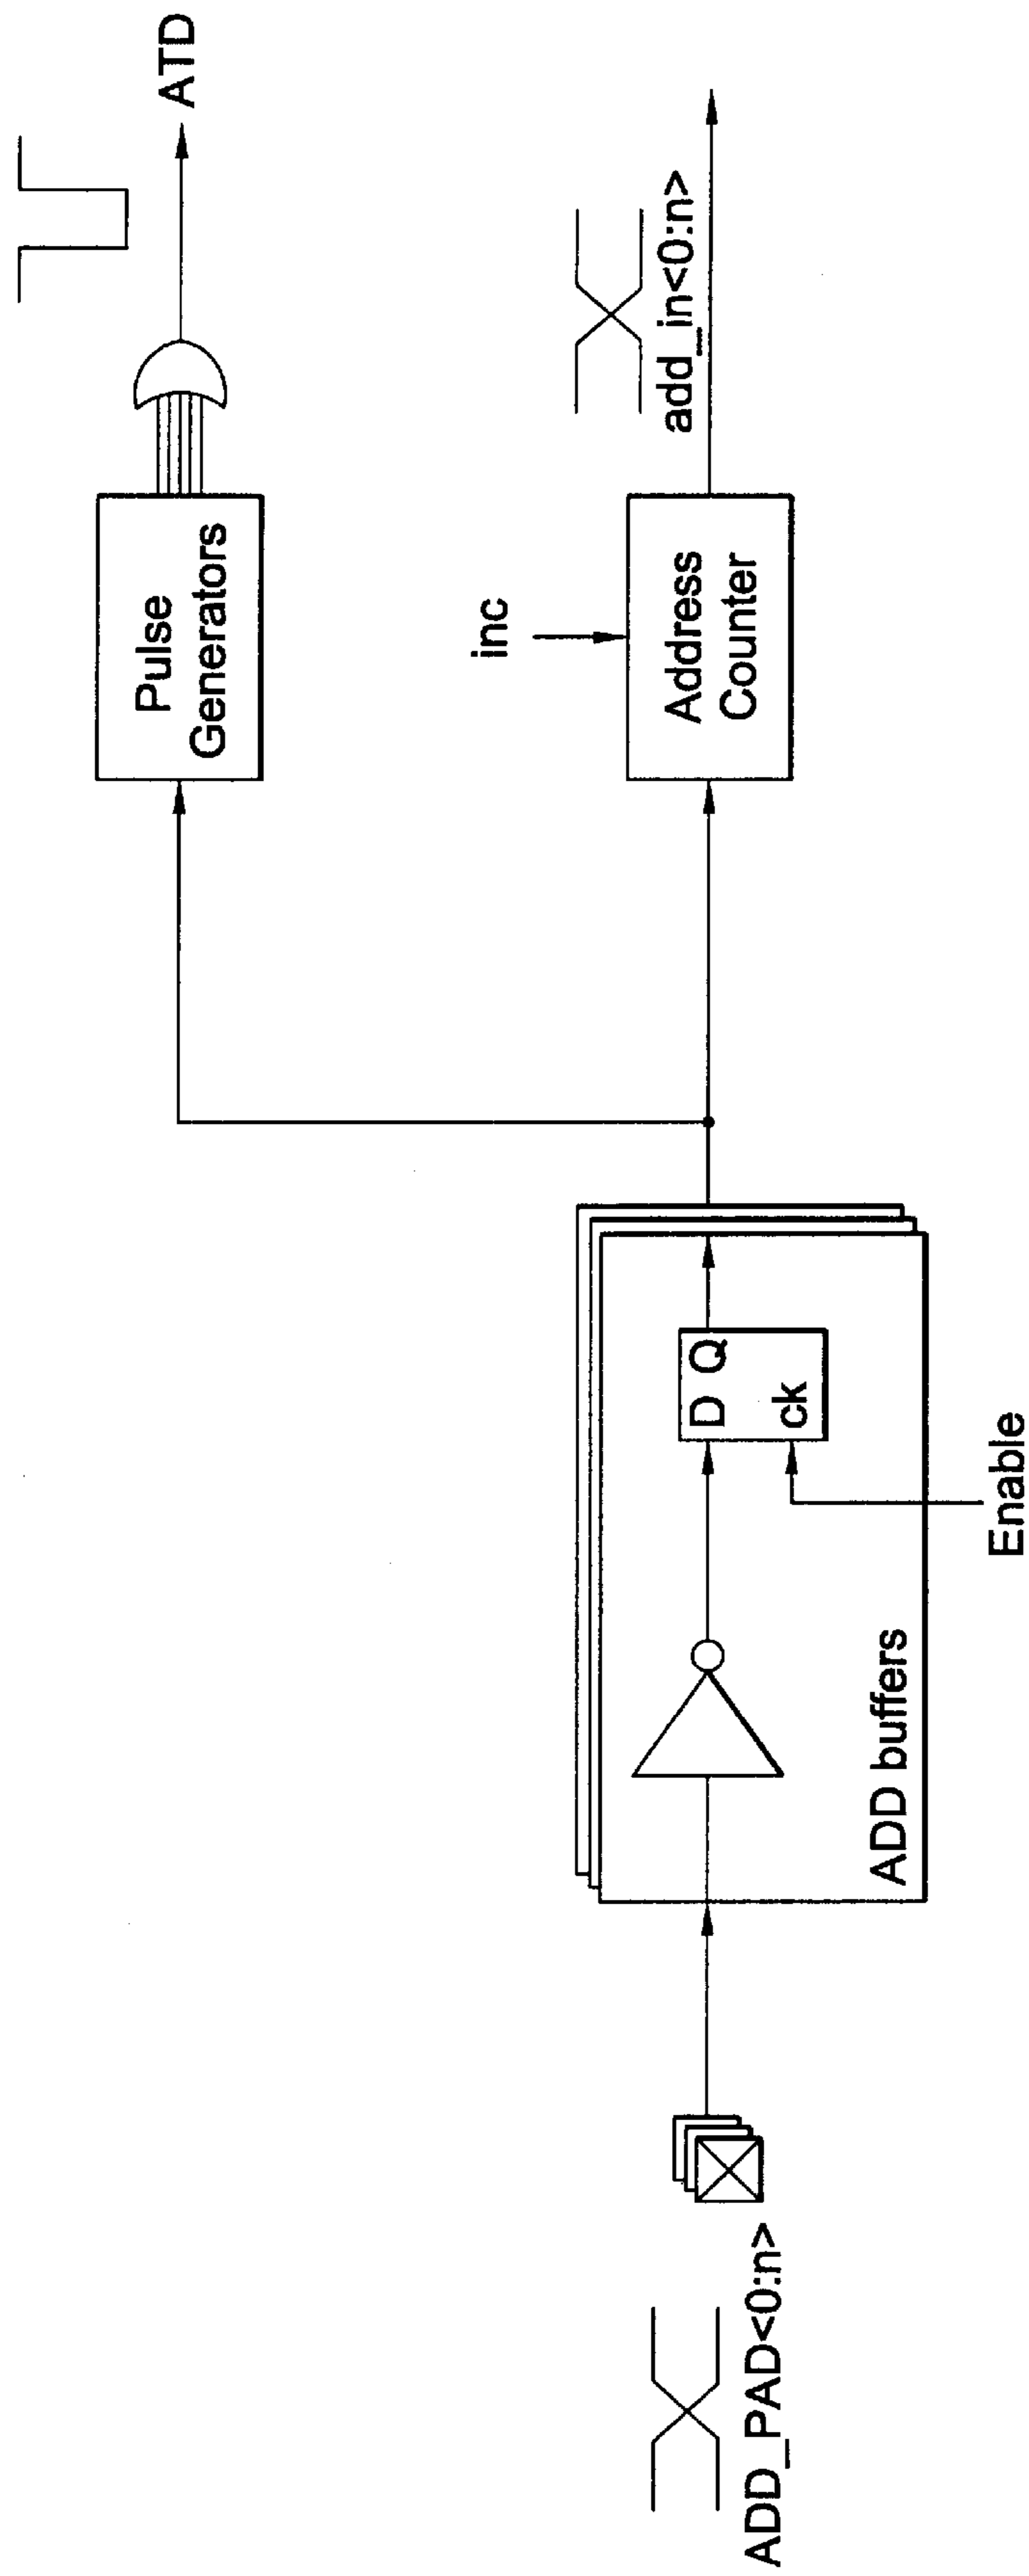 ATD
Pulse
Generators
inc
add_in<0:n>
Address
Counter
D Q
ck
Enable
ADD buffers
ADD_PAD<0:n>